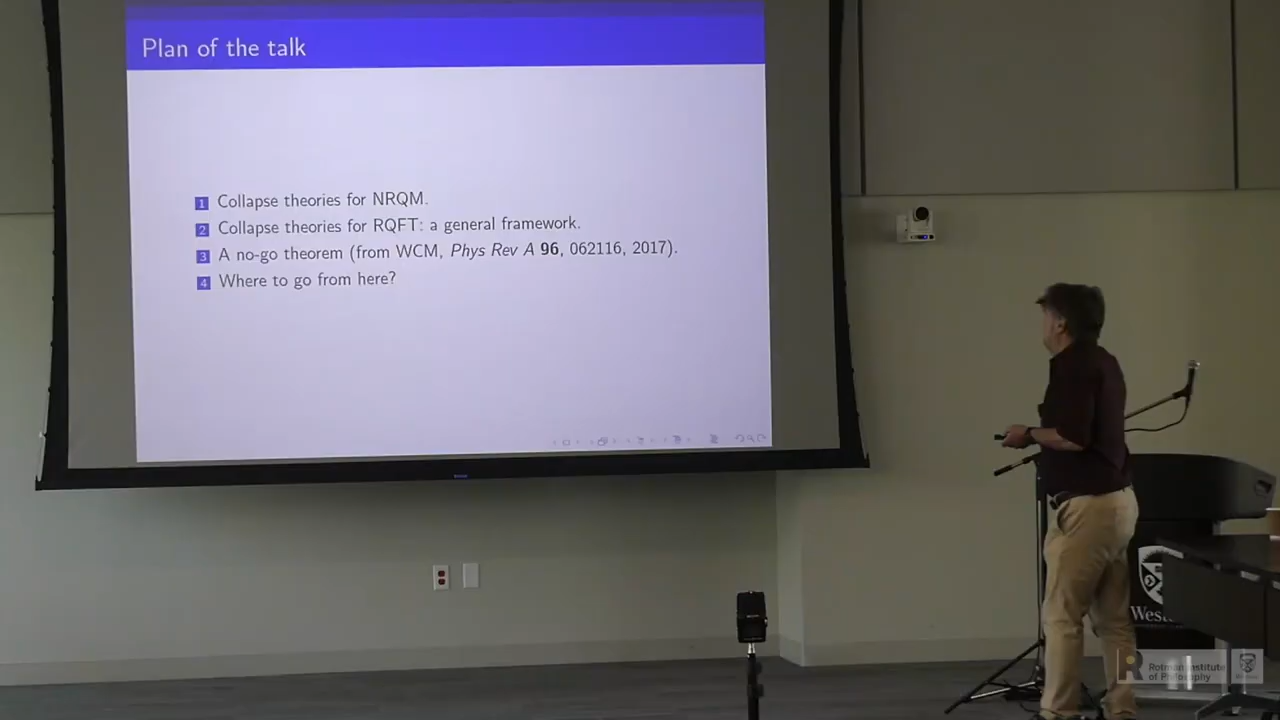 Plan of the talk
1 Collapse theories for NRQM.
2 Collapse theories for RQFT: a general framework.
3 A no-go theorem (from WCM, Phys Rev A 96, 062116, 2017).
4 Where to go from here?
Rotman Institute
of Philosophy